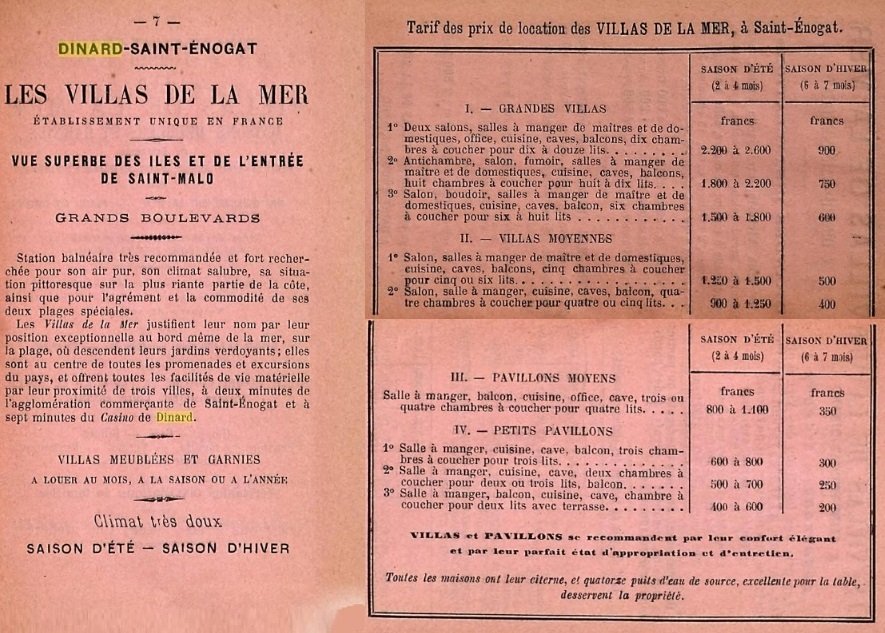 — 7 —
DINARD-SAINT-ÉNOGAT
LES VILLAS DE LA MER
ÉTABLISSEMENT UNIQUE EN FRANCE
VUE SUPERBE DES ILES ET DE L'ENTRÉE
DE SAINT-MALO
GRANDS BOULEVARDS
Station balnéaire très recommandée et fort recher-
chée pour son air pur, son climat salubre, sa situa-
tion pittoresque sur la plus riante partie de la côte,
ainsi que pour l'agrément et la commodité de ses
deux plages spéciales.
Les Villas de la Mer justifient leur nom par leur
position exceptionnelle au bord même de la mer, sur
la plage, où descendent leurs jardins verdoyants; elles
sont au centre de toutes les promenades et excursions
du pays, et offrent toutes les facilités de vie matérielle
par leur proximité de trois villes, à deux minutes de
l'agglomération commerçante de Saint-Énogat et à
sept minutes du Casino de Dinard.
VILLAS MEUBLÉES ET GARNIES
A LOUER AU MOIS, A LA SAISON OU A L'ANNÉE
Climat très doux
SAISON D'ÉTÉ — SAISON D'HIVER
Tarif des prix de location des VILLAS DE LA MER, à Saint-Énogat.
SAISON D'ÉTÉ SAISON D'HIVER
(2 à 4 mois) (6 à 7 mois)
I. — GRANDES VILLAS
francs francs
1° Deux salons, salles à manger de maîtres et de do-
mestiques, office, cuisine, caves, balcons, dix cham-
bres à coucher pour dix à douze lits. . . . . . . . 2.200 à 2.600 900
2° Antichambre, salon, fumoir, salles à manger de
maître et de domestiques, cuisine, caves, balcons,
huit chambres à coucher pour huit à dix lits. . . . 1.800 à 2.200 750
3° Salon, boudoir, salles à manger de maître et de
domestiques, cuisine, caves, balcon, six chambres
à coucher pour six à huit lits . . . . . . . . . . . 1.500 à 1.800 600
II. — VILLAS MOYENNES
1° Salon, salles à manger de maître et de domestiques,
cuisine, caves, balcons, cinq chambres à coucher
pour cinq ou six lits. . . . . . . . . . . . . . . . 1.250 à 1.500 500
2° Salon, salle à manger, cuisine, caves, balcon, qua-
tre chambres à coucher pour quatre ou cinq lits. . . 900 à 1.250 400
SAISON D'ÉTÉ SAISON D'HIVER
(2 à 4 mois) (6 à 7 mois)
III. — PAVILLONS MOYENS
francs francs
Salle à manger, balcon, cuisine, office, cave, trois ou
quatre chambres à coucher pour quatre lits. . . . . 800 à 1.100 350
IV. — PETITS PAVILLONS
1° Salle à manger, cuisine, cave, balcon, trois cham-
bres à coucher pour trois lits. . . . . . . . . . . . 600 à 800 300
2° Salle à manger, cuisine, cave, deux chambres à
coucher pour deux ou trois lits, balcon. . . . . . . 500 à 700 250
3° Salle à manger, balcon, cuisine, cave, chambre à
coucher pour deux lits avec terrasse. . . . . . . . . 400 à 600 200
VILLAS et PAVILLONS se recommandent par leur confort élégant
et par leur parfait état d'appropriation et d'entretien.
Toutes les maisons ont leur citerne, et quatorze puits d'eau de source, excellente pour la table,
desservent la propriété.